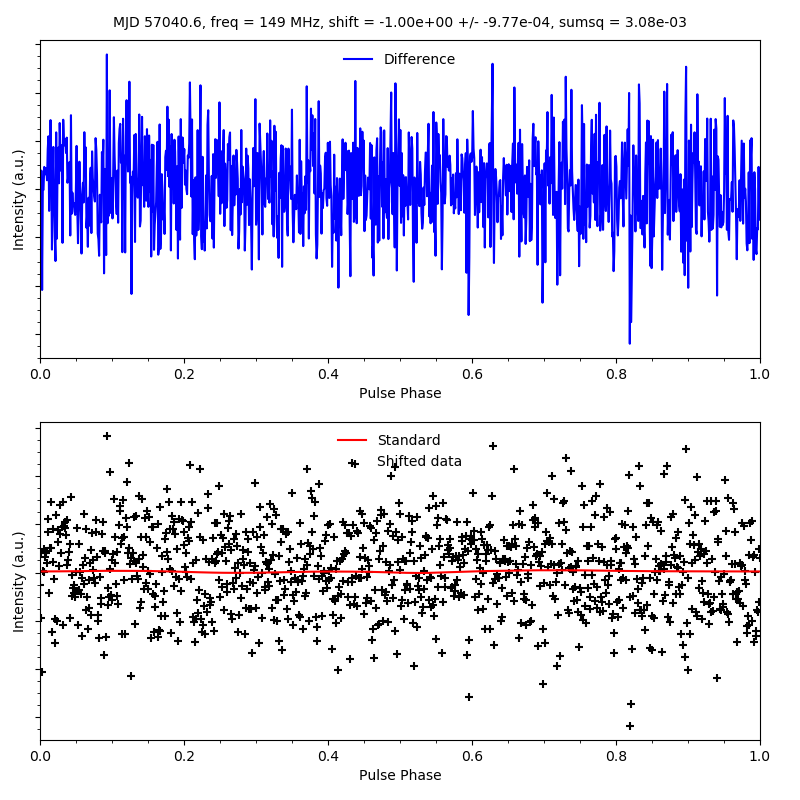 MJD 57040.6, freq = 149 MHz, shift = -1.00e+00 +/- -9.77e-04, sumsq = 3.08e-03
Difference
Intensity (a.u.)
0.0 0.2 0.4 0.6 0.8 1.0
Pulse Phase
Standard
Shifted data
Intensity (a.u.)
0.0 0.2 0.4 0.6 0.8 1.0
Pulse Phase